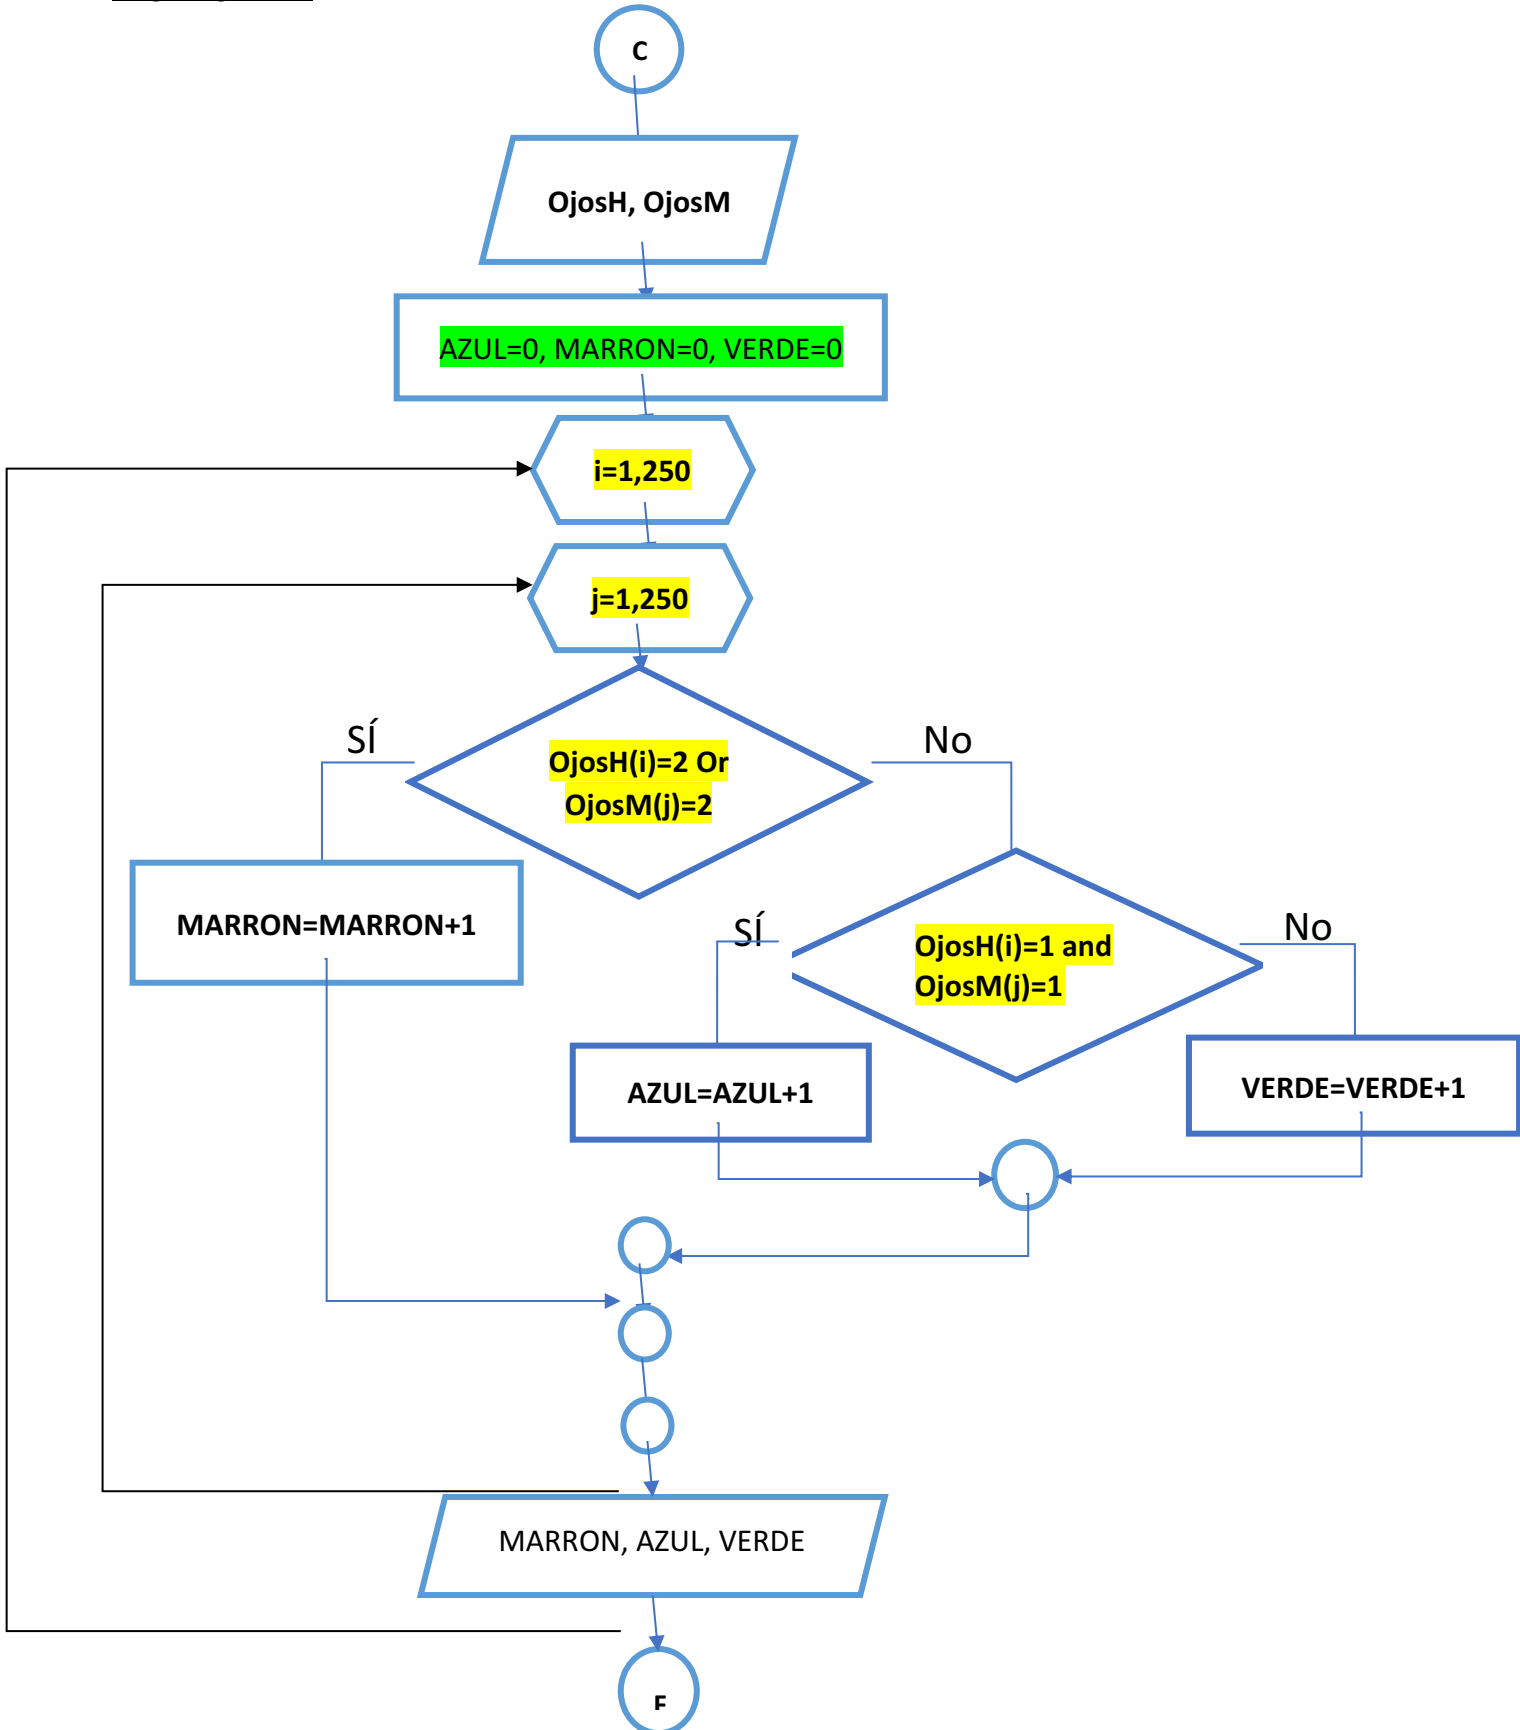 C
OjosH, OjosM
AZUL=0, MARRON=0, VERDE=0
i=1,250
j=1,250
SÍ
No
OjosH(i)=2 Or
OjosM(j)=2
MARRON=MARRON+1
SÍ
No
OjosH(i)=1 and
OjosM(j)=1
AZUL=AZUL+1
VERDE=VERDE+1
MARRON, AZUL, VERDE